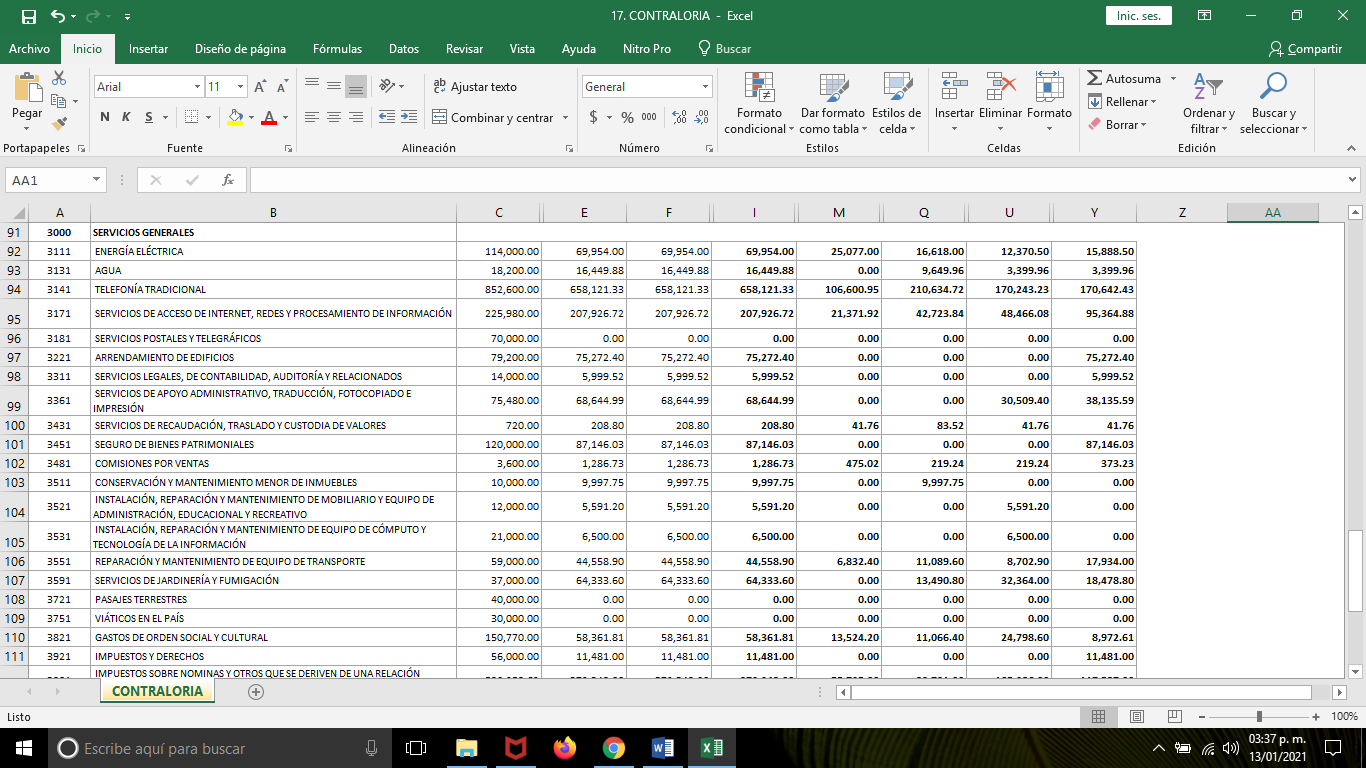 17. CONTRALORIA - Excel
Inic. ses.
Archivo Inicio Insertar Diseño de página Fórmulas Datos Revisar Vista Ayuda Nitro Pro Buscar Compartir
Pegar
Arial 11
N K S
Ajustar texto
Combinar y centrar
General
$ % 000
Formato condicional
Dar formato como tabla
Estilos de celda
Insertar Eliminar Formato
Autosuma
Rellenar
Borrar
Ordenar y filtrar
Buscar y seleccionar
Portapapeles Fuente Alineación Número Estilos Celdas Edición
AA1 fx
A B C E F I M Q U Y Z AA
91 3000 SERVICIOS GENERALES
92 3111 ENERGÍA ELÉCTRICA 114,000.00 69,954.00 69,954.00 69,954.00 25,077.00 16,618.00 12,370.50 15,888.50
93 3131 AGUA 18,200.00 16,449.88 16,449.88 16,449.88 0.00 9,649.96 3,399.96 3,399.96
94 3141 TELEFONÍA TRADICIONAL 852,600.00 658,121.33 658,121.33 658,121.33 106,600.95 210,634.72 170,243.23 170,642.43
95 3171 SERVICIOS DE ACCESO DE INTERNET, REDES Y PROCESAMIENTO DE INFORMACIÓN 225,980.00 207,926.72 207,926.72 207,926.72 21,371.92 42,723.84 48,466.08 95,364.88
96 3181 SERVICIOS POSTALES Y TELEGRÁFICOS 70,000.00 0.00 0.00 0.00 0.00 0.00 0.00 0.00
97 3221 ARRENDAMIENTO DE EDIFICIOS 79,200.00 75,272.40 75,272.40 75,272.40 0.00 0.00 0.00 75,272.40
98 3311 SERVICIOS LEGALES, DE CONTABILIDAD, AUDITORÍA Y RELACIONADOS 14,000.00 5,999.52 5,999.52 5,999.52 0.00 0.00 0.00 5,999.52
99 3361 SERVICIOS DE APOYO ADMINISTRATIVO, TRADUCCIÓN, FOTOCOPIADO E
IMPRESIÓN 75,480.00 68,644.99 68,644.99 68,644.99 0.00 0.00 30,509.40 38,135.59
100 3431 SERVICIOS DE RECAUDACIÓN, TRASLADO Y CUSTODIA DE VALORES 720.00 208.80 208.80 208.80 41.76 83.52 41.76 41.76
101 3451 SEGURO DE BIENES PATRIMONIALES 120,000.00 87,146.03 87,146.03 87,146.03 0.00 0.00 0.00 87,146.03
102 3481 COMISIONES POR VENTAS 3,600.00 1,286.73 1,286.73 1,286.73 475.02 219.24 219.24 373.23
103 3511 CONSERVACIÓN Y MANTENIMIENTO MENOR DE INMUEBLES 10,000.00 9,997.75 9,997.75 9,997.75 0.00 9,997.75 0.00 0.00
104 3521 INSTALACIÓN, REPARACIÓN Y MANTENIMIENTO DE MOBILIARIO Y EQUIPO DE
ADMINISTRACIÓN, EDUCACIONAL Y RECREATIVO 12,000.00 5,591.20 5,591.20 5,591.20 0.00 0.00 5,591.20 0.00
105 3531 INSTALACIÓN, REPARACIÓN Y MANTENIMIENTO DE EQUIPO DE CÓMPUTO Y
TECNOLOGÍA DE LA INFORMACIÓN 21,000.00 6,500.00 6,500.00 6,500.00 0.00 0.00 6,500.00 0.00
106 3551 REPARACIÓN Y MANTENIMIENTO DE EQUIPO DE TRANSPORTE 59,000.00 44,558.90 44,558.90 44,558.90 6,832.40 11,089.60 8,702.90 17,934.00
107 3591 SERVICIOS DE JARDINERÍA Y FUMIGACIÓN 37,000.00 64,333.60 64,333.60 64,333.60 0.00 13,490.80 32,364.00 18,478.80
108 3721 PASAJES TERRESTRES 40,000.00 0.00 0.00 0.00 0.00 0.00 0.00 0.00
109 3751 VIÁTICOS EN EL PAÍS 30,000.00 0.00 0.00 0.00 0.00 0.00 0.00 0.00
110 3821 GASTOS DE ORDEN SOCIAL Y CULTURAL 150,770.00 58,361.81 58,361.81 58,361.81 13,524.20 11,066.40 24,798.60 8,972.61
111 3921 IMPUESTOS Y DERECHOS 56,000.00 11,481.00 11,481.00 11,481.00 0.00 0.00 0.00 11,481.00
IMPUESTOS SOBRE NOMINAS Y OTROS QUE SE DERIVEN DE UNA RELACIÓN
CONTRALORIA
Listo 100%
Escribe aquí para buscar
03:37 p. m.
13/01/2021